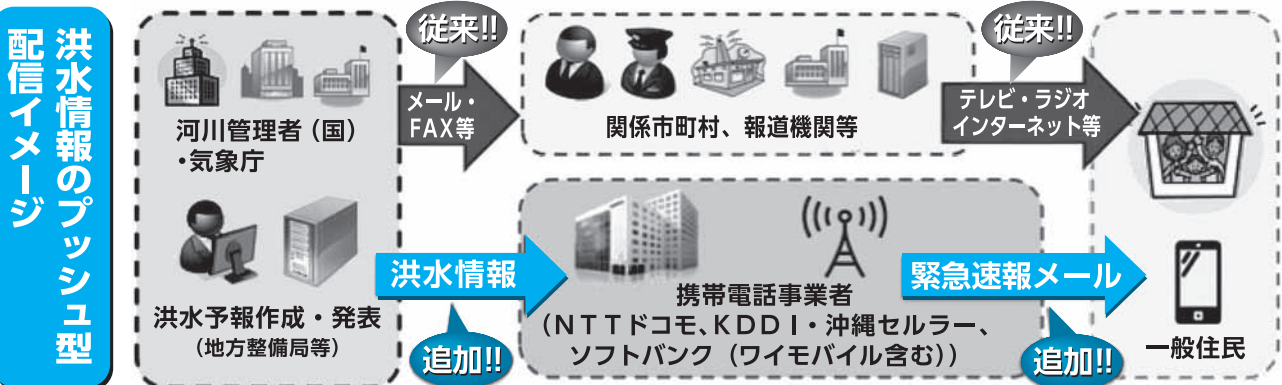 洪水情報のプッシュ型
配信イメージ
河川管理者（国）
・気象庁
洪水予報作成・発表
（地方整備局等）
従来!!
メール・
FAX等
関係市町村、報道機関等
従来!!
テレビ・ラジオ
インターネット等
洪水情報
追加!!
携帯電話事業者
（ＮＴＴドコモ、ＫＤＤＩ・沖縄セルラー、
ソフトバンク（ワイモバイル含む））
緊急速報メール
追加!!
一般住民